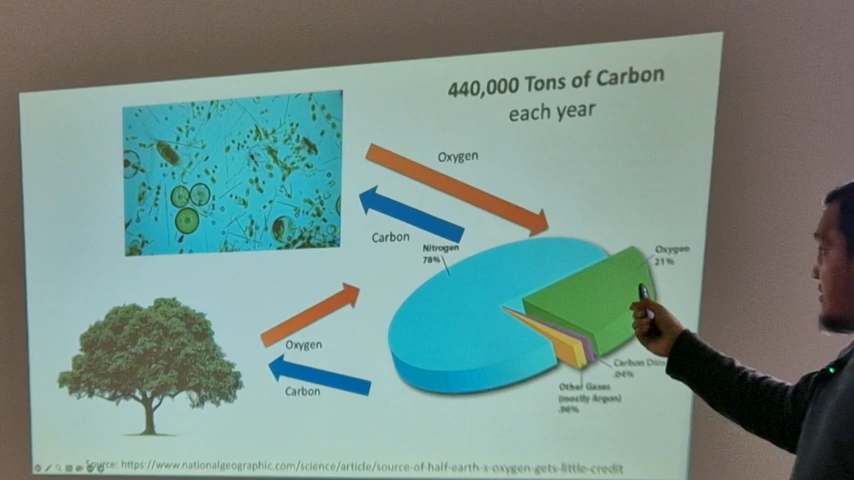 440,000 Tons of Carbon
each year
Oxygen
Carbon
Nitrogen
78%
Oxygen
21%
Oxygen
Carbon
Carbon
.04%
Other Gases
(mostly Argon)
.96%
Source: https://www.nationalgeographic.com/science/article/source-of-half-earth-s-oxygen-gets-little-credit